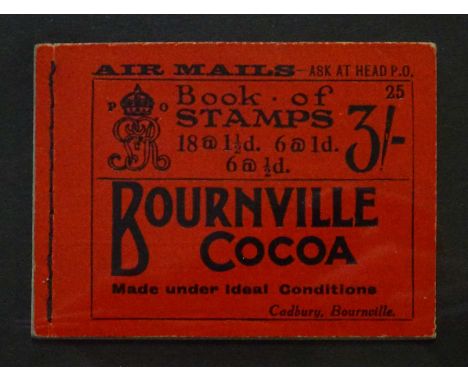 AIR MAILS — ASK AT HEAD P.O.
P O
GR
Book · of
25
STAMPS
3/-
18 @ 1½d. 6 @ 1d.
6 @ ½d.
BOURNVILLE
COCOA
Made under Ideal Conditions
Cadbury, Bournville.